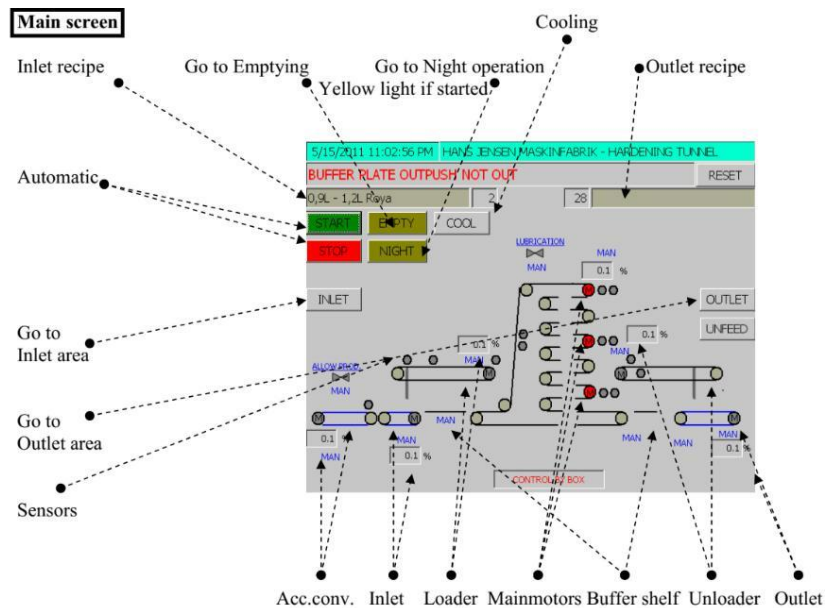 Main screen
Cooling
Inlet recipe
Go to Emptying
Go to Night operation
Yellow light if started
Outlet recipe
5/15/2011 11:02:56 PM
HANS JENSEN MASKINFABRIK - HARDENING TUNNEL
BUFFER PLATE OUTPUSH NOT OUT
RESET
0,9L - 1,2L Roya
2
28
Automatic
START
EMPTY
COOL
STOP
NIGHT
LUBRICATION
MAN
MAN
0.1 %
INLET
OUTLET
UNFEED
Go to
Inlet area
0.1 %
MAN
0.1 %
MAN
ALLOW PROD.
MAN
Go to
Outlet area
MAN
MAN
MAN
0.1 %
MAN
MAN
0.1 %
0.1 %
Sensors
CONTROL BY BOX
M
M
M
M
M
M
M
M
Acc.conv.
Inlet
Loader
Mainmotors
Buffer shelf
Unloader
Outlet